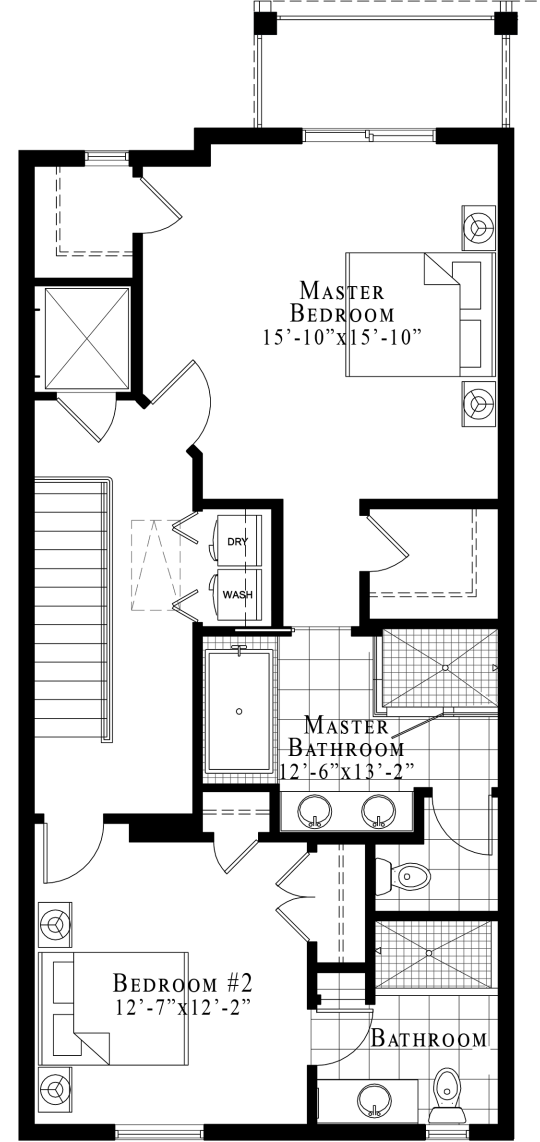 MASTER
BEDROOM
15'-10"x15'-10"
DRY
WASH
MASTER
BATHROOM
12'-6"x13'-2"
BEDROOM #2
12'-7"x12'-2"
BATHROOM